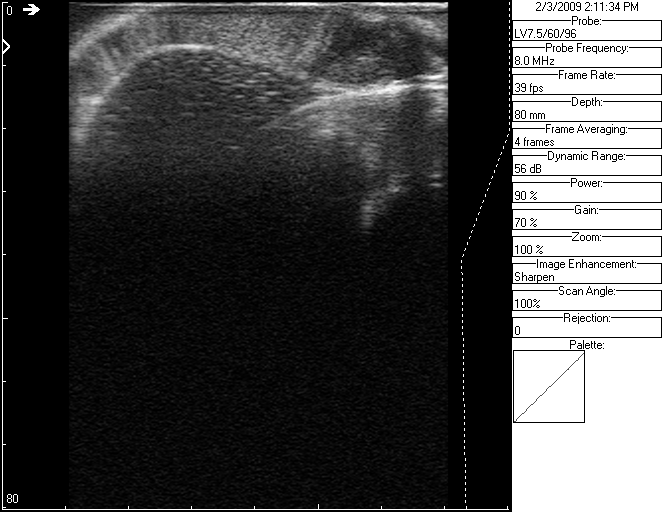 0
80
2/3/2009 2:11:34 PM
Probe:
LV7.5/60/96
Probe Frequency:
8.0 MHz
Frame Rate:
39 fps
Depth:
80 mm
Frame Averaging:
4 frames
Dynamic Range:
56 dB
Power:
90 %
Gain:
70 %
Zoom:
100 %
Image Enhancement:
Sharpen
Scan Angle:
100%
Rejection:
0
Palette: